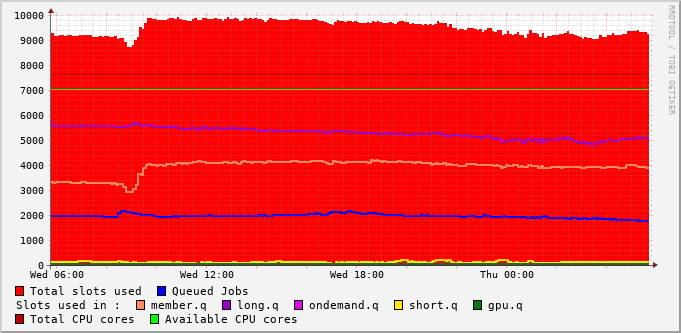 10000
9000
8000
7000
6000
5000
4000
3000
2000
1000
0
Wed 06:00 Wed 12:00 Wed 18:00 Thu 00:00
Total slots used Queued Jobs
Slots used in : member.q long.q ondemand.q short.q gpu.q
Total CPU cores Available CPU cores
RRDTOOL / TOBI OETIKER